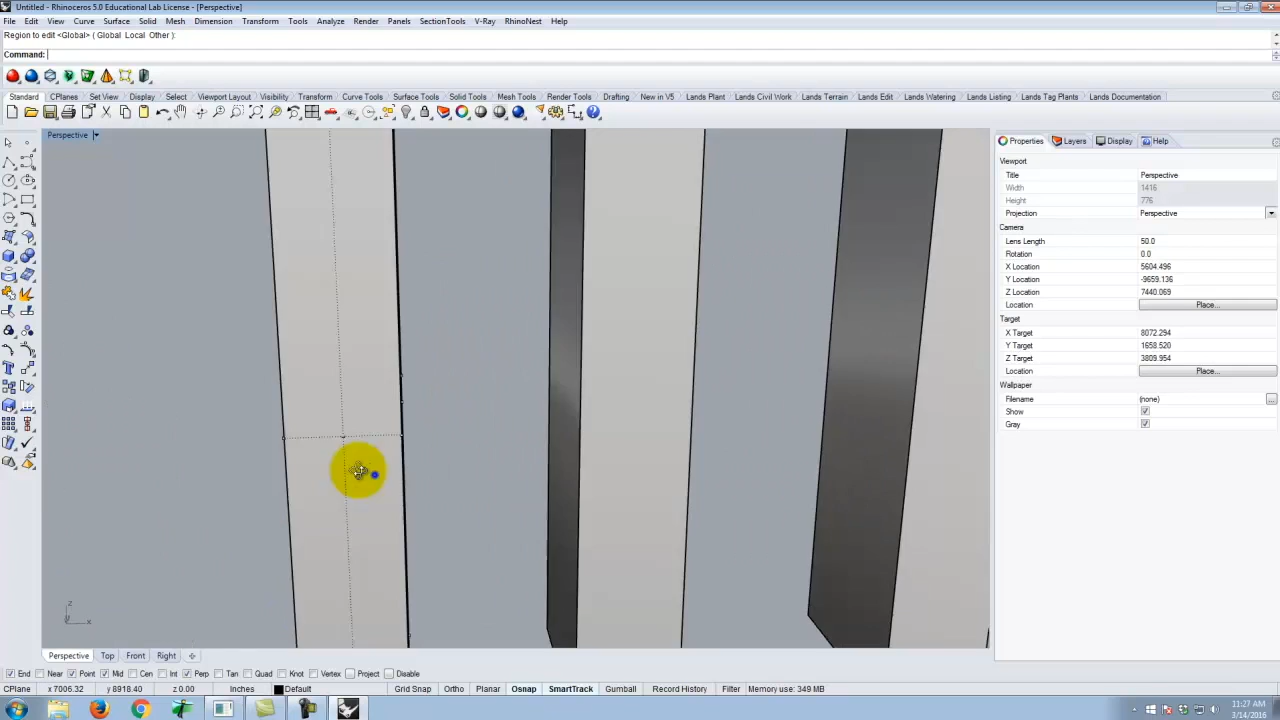 Untitled - Rhinoceros 5.0 Educational Lab License - [Perspective]
File Edit View Curve Surface Solid Mesh Dimension Transform Tools Analyze Render Panels SectionTools V-Ray RhinoNest Help
Region to edit <Global> ( Global Local Other ):
Command:
Standard CPlanes Set View Display Select Viewport Layout Visibility Transform Curve Tools Surface Tools Solid Tools Mesh Tools Render Tools Drafting New in V5 Lands Plant Lands Civil Work Lands Terrain Lands Edit Lands Watering Lands Listing Lands Tag Plants Lands Documentation
Perspective
Properties Layers Display Help
Viewport
Title Perspective
Width 1416
Height 776
Projection Perspective
Camera
Lens Length 50.0
Rotation 0.0
X Location 5604.496
Y Location -9659.136
Z Location 7440.069
Location Place...
Target
X Target 8072.294
Y Target 1658.520
Z Target 3809.954
Location Place...
Wallpaper
Filename (none) ...
Show
Gray
z
y x
Perspective Top Front Right
End Near Point Mid Cen Int Perp Tan Quad Knot Vertex Project Disable
CPlane x 7006.32 y 8918.40 z 0.00 Inches Default Grid Snap Ortho Planar Osnap SmartTrack Gumball Record History Filter Memory use: 349 MB
11:27 AM
3/14/2016